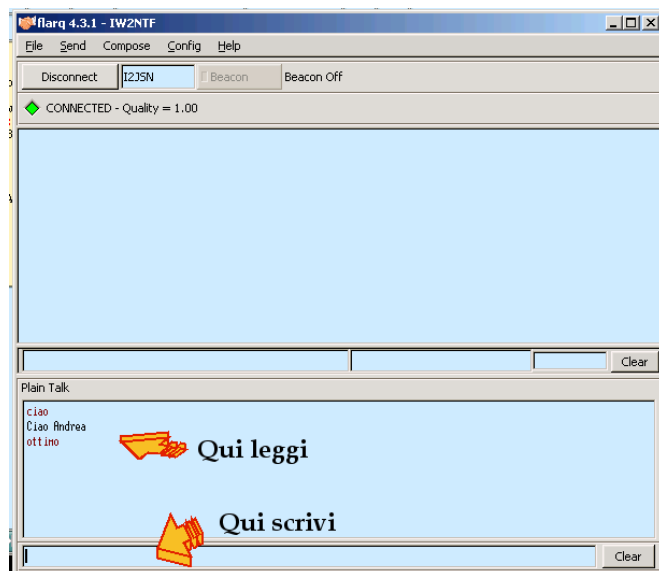 flarq 4.3.1 - IW2NTF
File Send Compose Config Help
Disconnect I2JSN Beacon Beacon Off
CONNECTED - Quality = 1.00
Clear
Plain Talk
ciao
Ciao Andrea
ottimo
Qui leggi
Qui scrivi
Clear